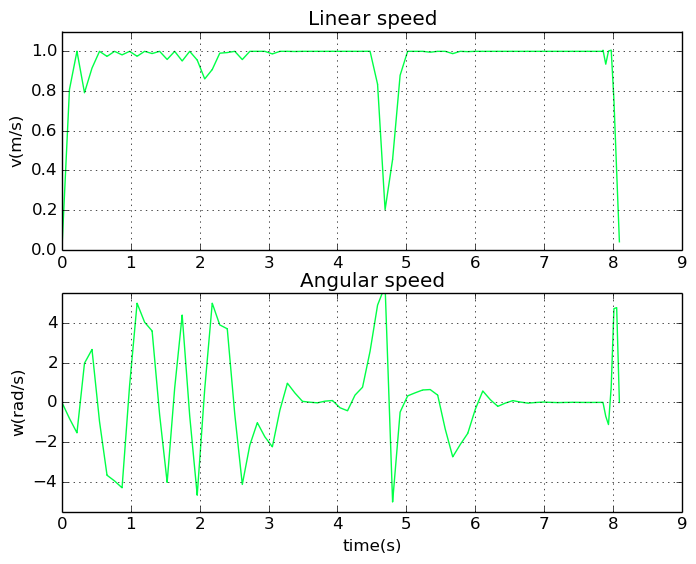 Linear speed
v(m/s)
1.0
0.8
0.6
0.4
0.2
0.0
0 1 2 3 4 5 6 7 8 9
Angular speed
w(rad/s)
4
2
0
−2
−4
0 1 2 3 4 5 6 7 8 9
time(s)